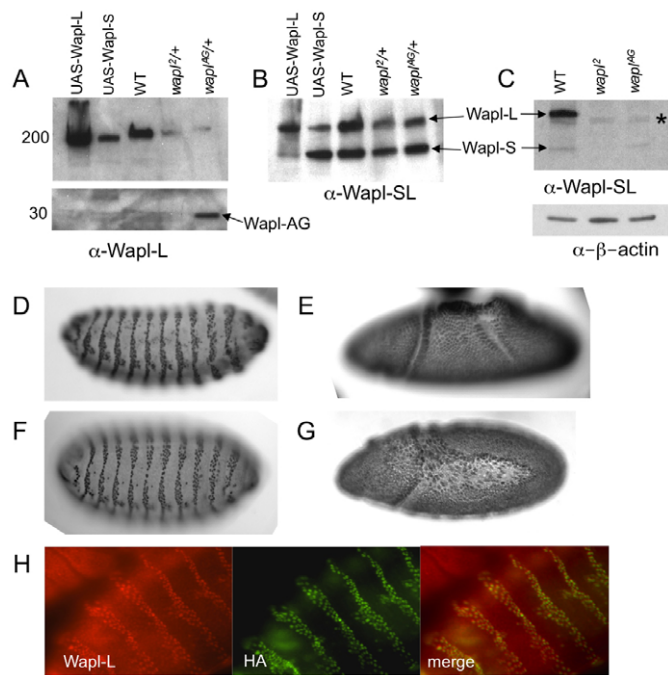 A
UAS-Wapl-L
UAS-Wapl-S
WT
wapl²/+
waplᴬᴳ/+
200
30
Wapl-AG
α-Wapl-L
B
UAS-Wapl-L
UAS-Wapl-S
WT
wapl²/+
waplᴬᴳ/+
Wapl-L
Wapl-S
α-Wapl-SL
C
WT
wapl²
waplᴬᴳ
*
α-Wapl-SL
α-β-actin
D
E
F
G
H
Wapl-L
HA
merge